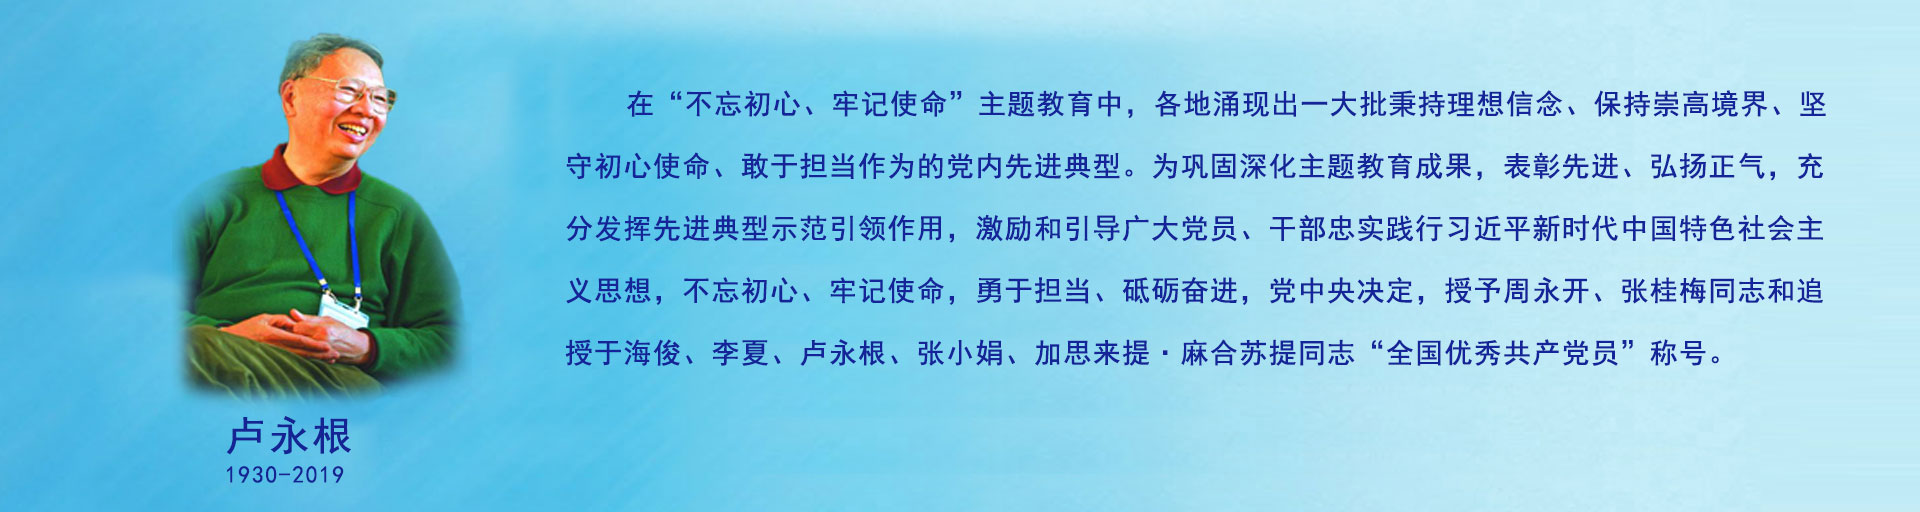 在“不忘初心、牢记使命”主题教育中，各地涌现出一大批秉持理想信念、保持崇高境界、坚
守初心使命、敢于担当作为的党内先进典型。为巩固深化主题教育成果，表彰先进、弘扬正气，充
分发挥先进典型示范引领作用，激励和引导广大党员、干部忠实践行习近平新时代中国特色社会主
义思想，不忘初心、牢记使命，勇于担当、砥砺奋进，党中央决定，授予周永开、张桂梅同志和追
授于海俊、李夏、卢永根、张小娟、加思来提·麻合苏提同志“全国优秀共产党员”称号。
卢永根
1930-2019